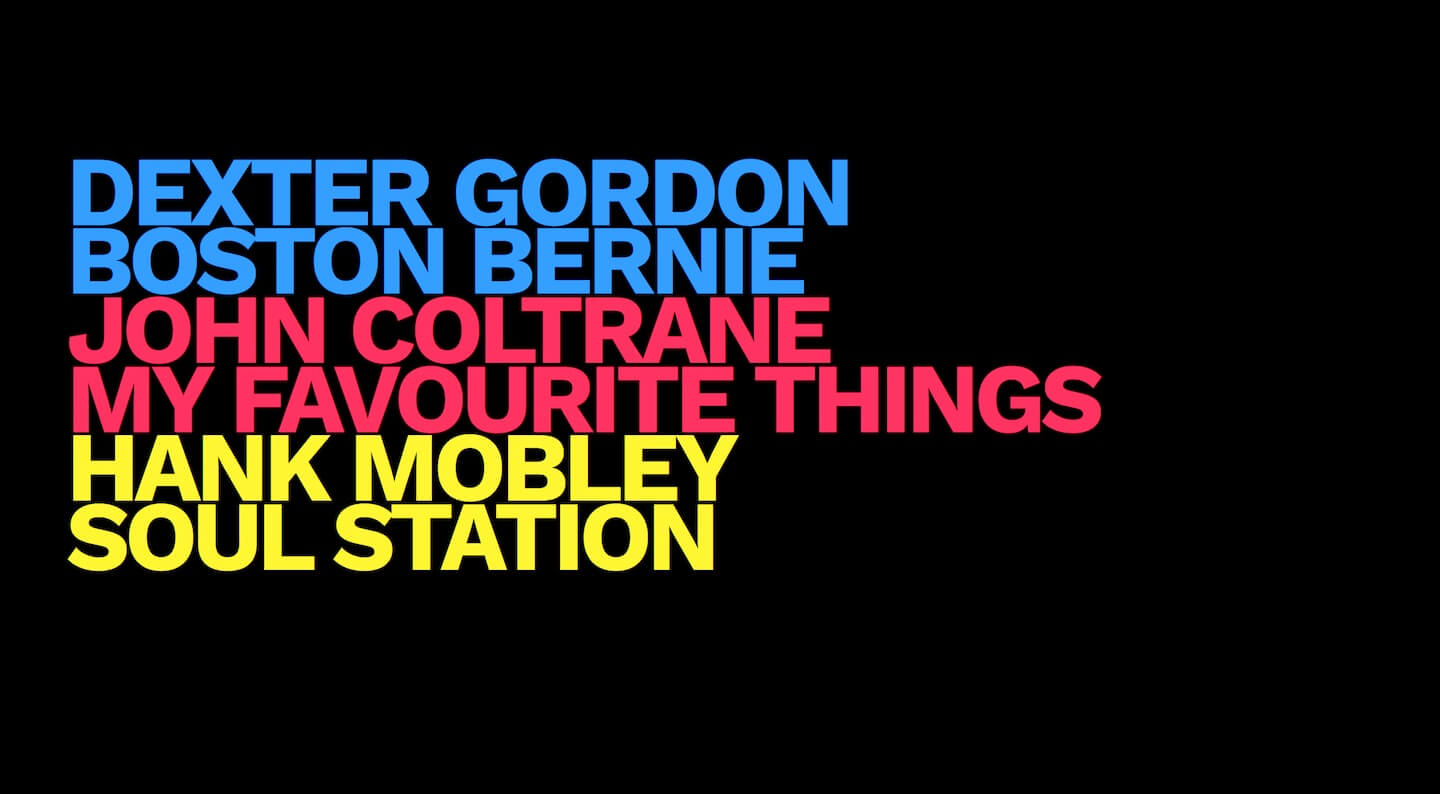 DEXTER GORDON
BOSTON BERNIE
JOHN COLTRANE
MY FAVOURITE THINGS
HANK MOBLEY
SOUL STATION